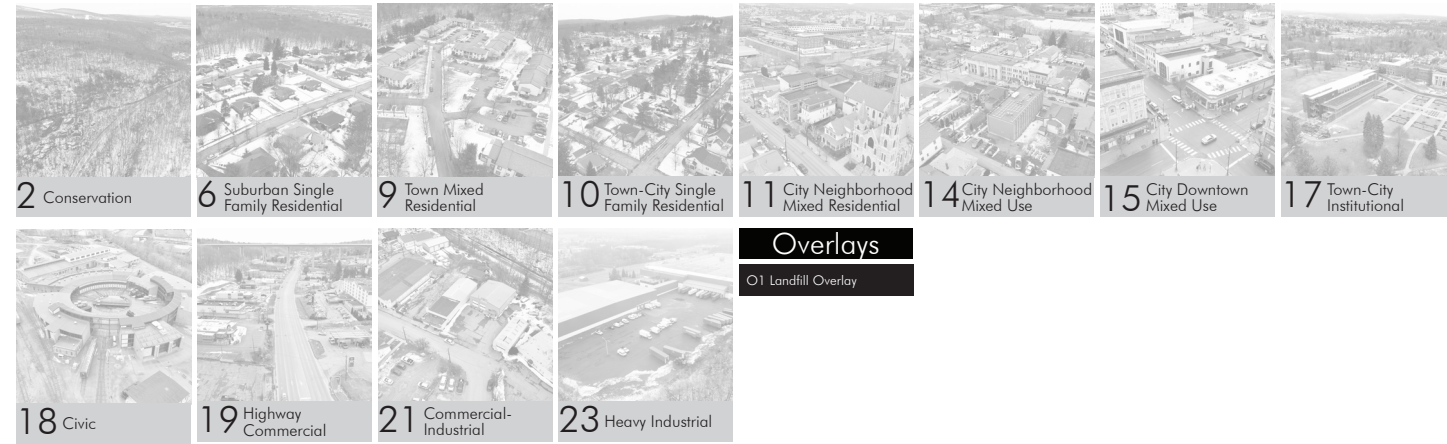 2 Conservation
6 Suburban Single
Family Residential
9 Town Mixed
Residential
10 Town-City Single
Family Residential
11 City Neighborhood
Mixed Residential
14 City Neighborhood
Mixed Use
15 City Downtown
Mixed Use
17 Town-City
Institutional
18 Civic
19 Highway
Commercial
21 Commercial-
Industrial
23 Heavy Industrial
Overlays
O1 Landfill Overlay